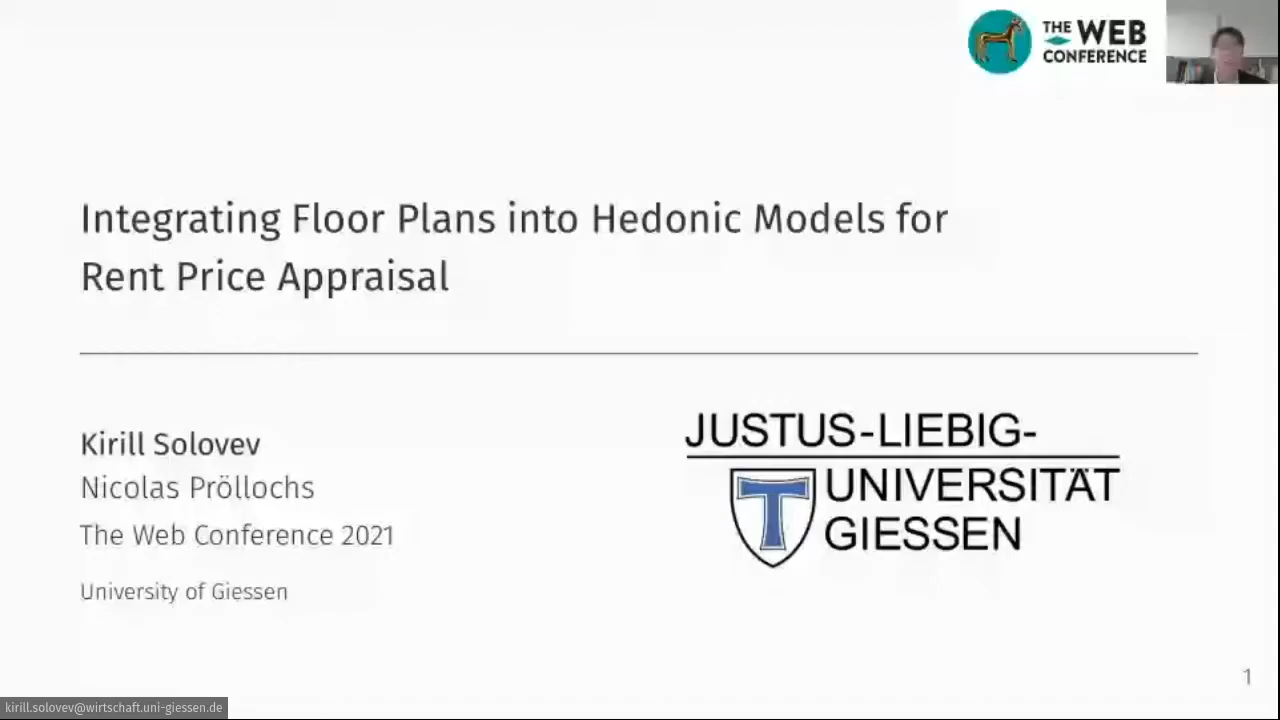 THE WEB
CONFERENCE
Integrating Floor Plans into Hedonic Models for
Rent Price Appraisal
Kirill Solovev
Nicolas Pröllochs
The Web Conference 2021
University of Giessen
JUSTUS-LIEBIG-
UNIVERSITÄT
GIESSEN
1
kirill.solovev@wirtschaft.uni-giessen.de